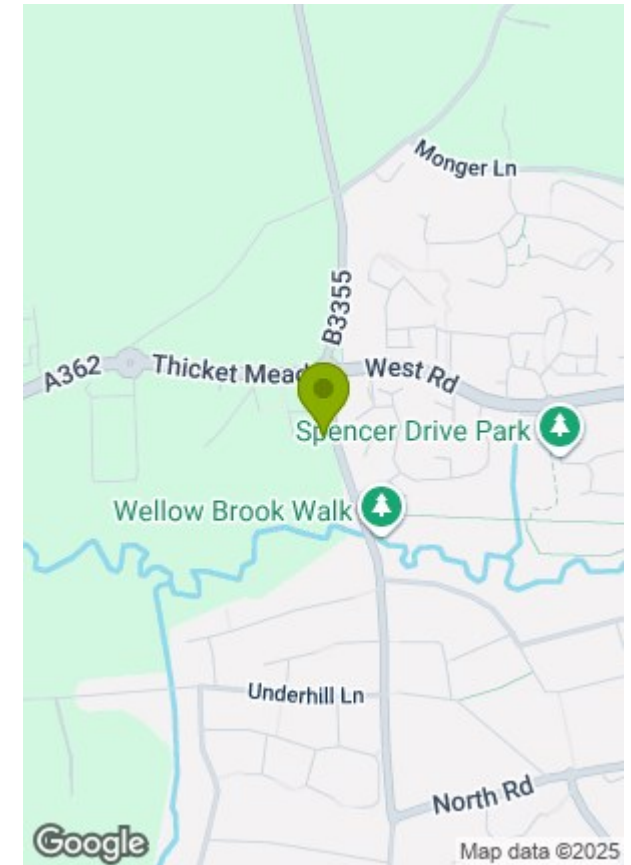 Monger Ln
B3355
A362
Thicket Mead
West Rd
Spencer Drive Park
Wellow Brook Walk
Underhill Ln
North Rd
Google
Map data ©2025